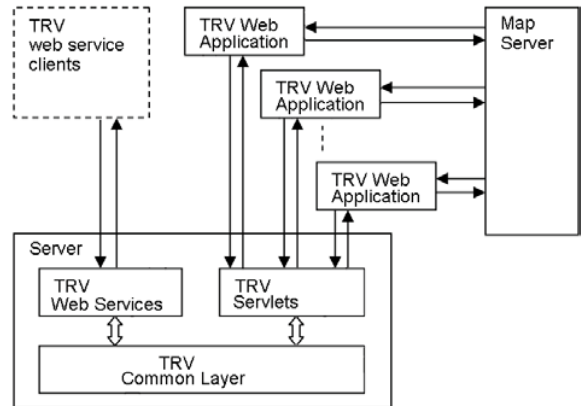 TRV
web service
clients
TRV Web
Application
Map
Server
TRV Web
Application
TRV Web
Application
Server
TRV
Web Services
TRV
Servlets
TRV
Common Layer